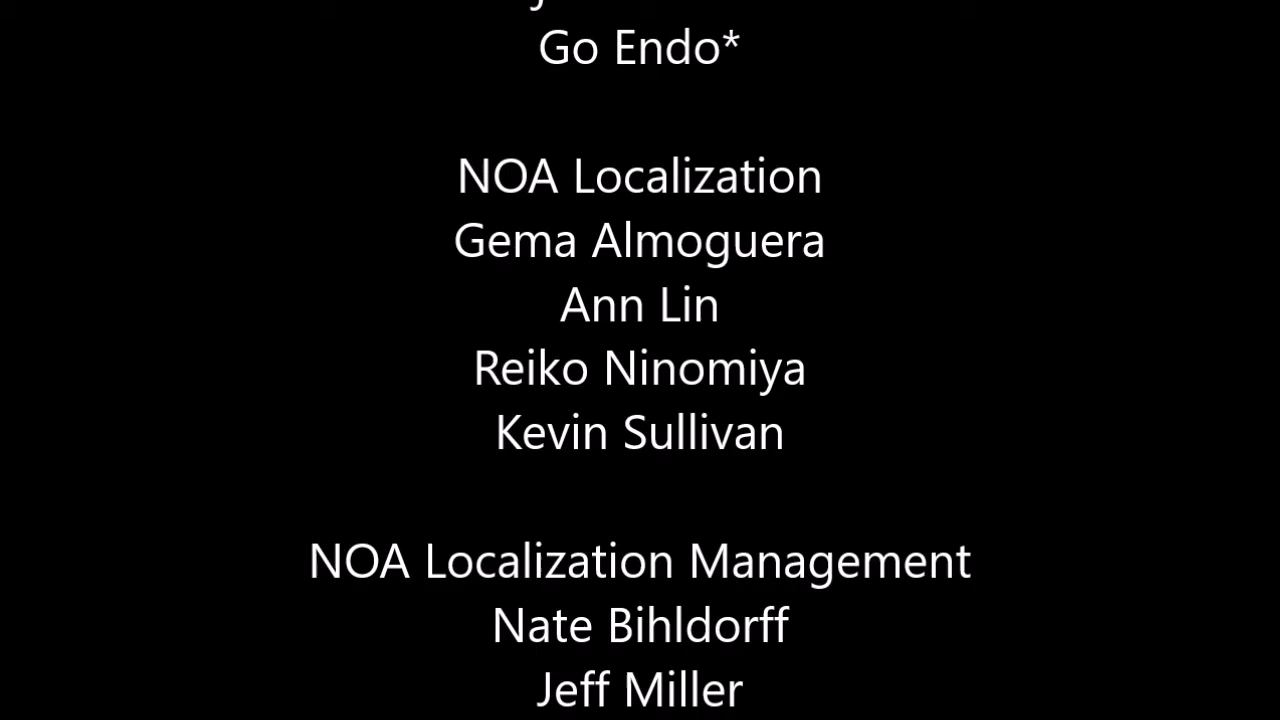 Go Endo*
NOA Localization
Gema Almoguera
Ann Lin
Reiko Ninomiya
Kevin Sullivan
NOA Localization Management
Nate Bihldorff
Jeff Miller